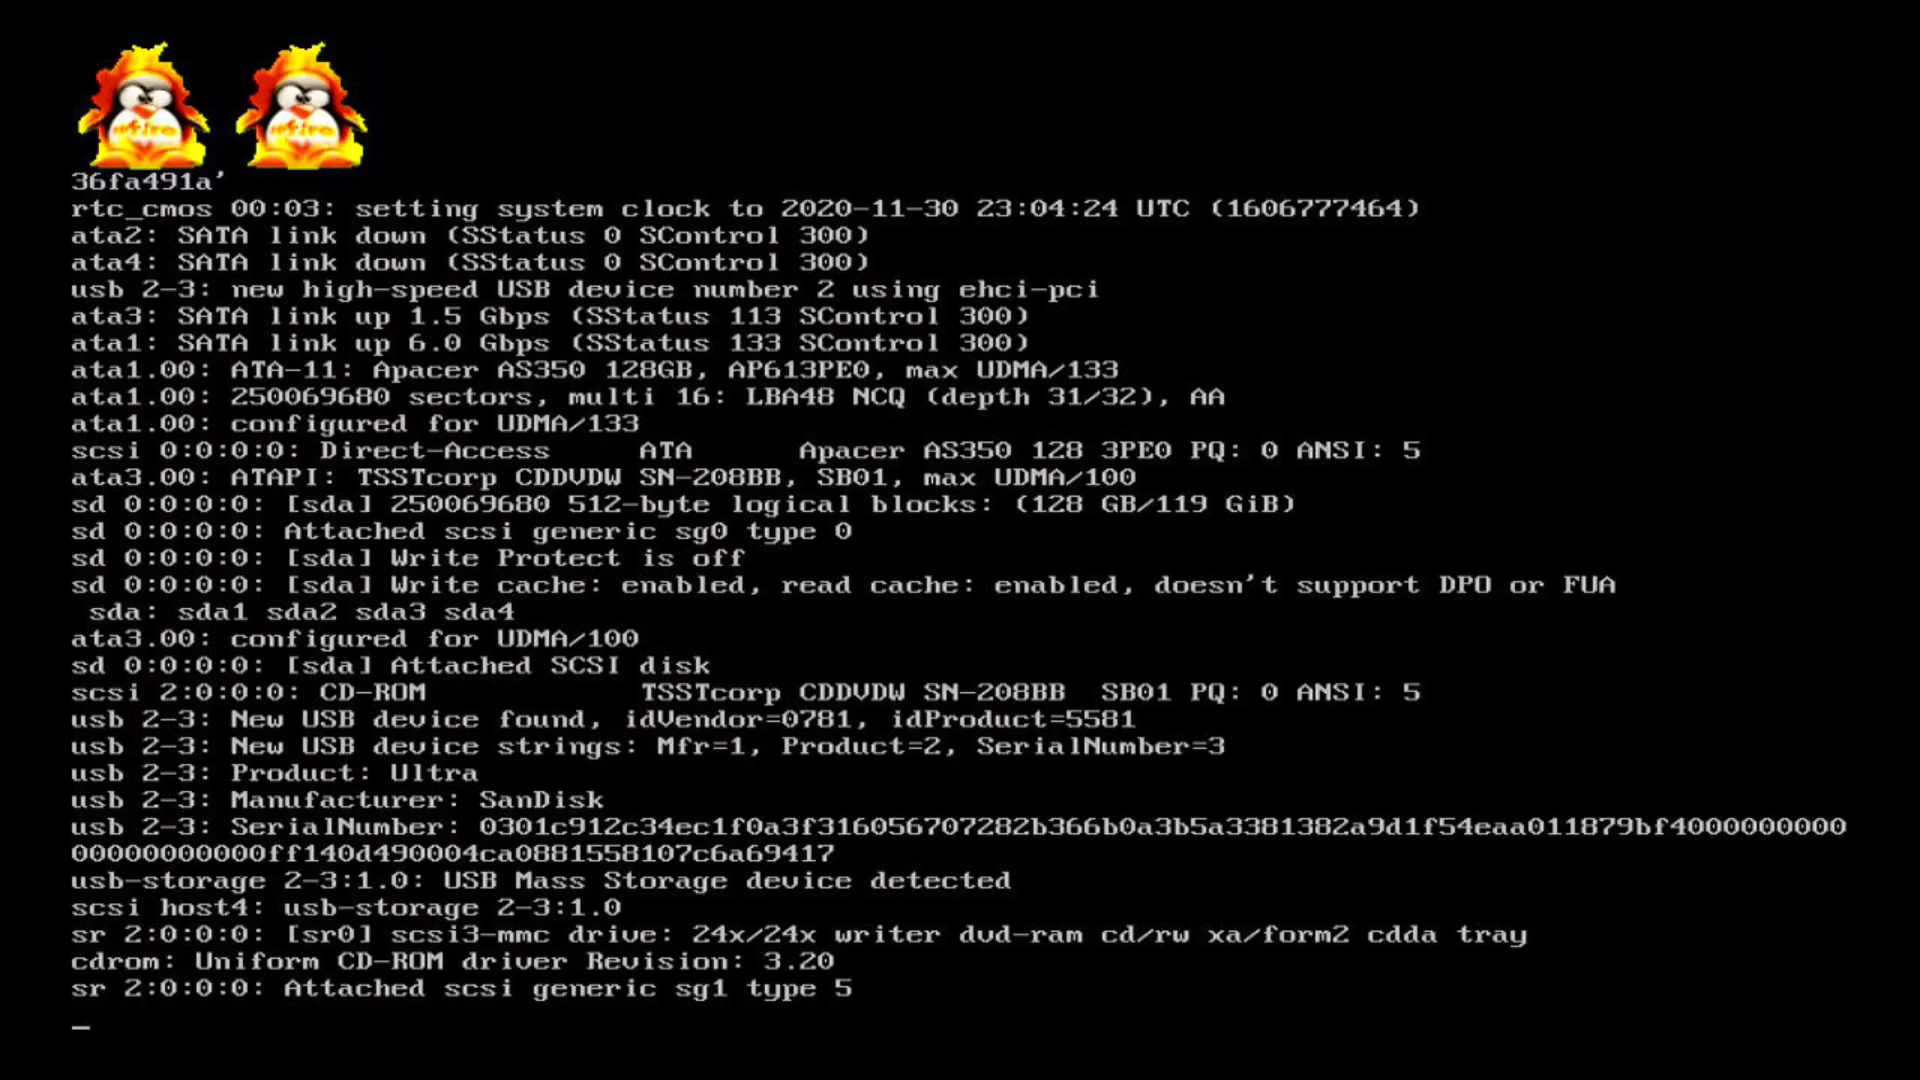 36fa491a'
rtc_cmos 00:03: setting system clock to 2020-11-30 23:04:24 UTC (1606777464)
ata2: SATA link down (SStatus 0 SControl 300)
ata4: SATA link down (SStatus 0 SControl 300)
usb 2-3: new high-speed USB device number 2 using ehci-pci
ata3: SATA link up 1.5 Gbps (SStatus 113 SControl 300)
ata1: SATA link up 6.0 Gbps (SStatus 133 SControl 300)
ata1.00: ATA-11: Apacer AS350 128GB, AP613PE0, max UDMA/133
ata1.00: 250069680 sectors, multi 16: LBA48 NCQ (depth 31/32), AA
ata1.00: configured for UDMA/133
scsi 0:0:0:0: Direct-Access     ATA      Apacer AS350 128 3PE0 PQ: 0 ANSI: 5
ata3.00: ATAPI: TSSTcorp CDDVDW SN-208BB, SB01, max UDMA/100
sd 0:0:0:0: [sda] 250069680 512-byte logical blocks: (128 GB/119 GiB)
sd 0:0:0:0: Attached scsi generic sg0 type 0
sd 0:0:0:0: [sda] Write Protect is off
sd 0:0:0:0: [sda] Write cache: enabled, read cache: enabled, doesn't support DPO or FUA
 sda: sda1 sda2 sda3 sda4
ata3.00: configured for UDMA/100
sd 0:0:0:0: [sda] Attached SCSI disk
scsi 2:0:0:0: CD-ROM            TSSTcorp CDDVDW SN-208BB  SB01 PQ: 0 ANSI: 5
usb 2-3: New USB device found, idVendor=0781, idProduct=5581
usb 2-3: New USB device strings: Mfr=1, Product=2, SerialNumber=3
usb 2-3: Product: Ultra
usb 2-3: Manufacturer: SanDisk
usb 2-3: SerialNumber: 0301c912c34ec1f0a3f316056707282b366b0a3b5a3381382a9d1f54eaa011879bf4000000000
00000000000ff140d490004ca0881558107c6a69417
usb-storage 2-3:1.0: USB Mass Storage device detected
scsi host4: usb-storage 2-3:1.0
sr 2:0:0:0: [sr0] scsi3-mmc drive: 24x/24x writer dvd-ram cd/rw xa/form2 cdda tray
cdrom: Uniform CD-ROM driver Revision: 3.20
sr 2:0:0:0: Attached scsi generic sg1 type 5
_